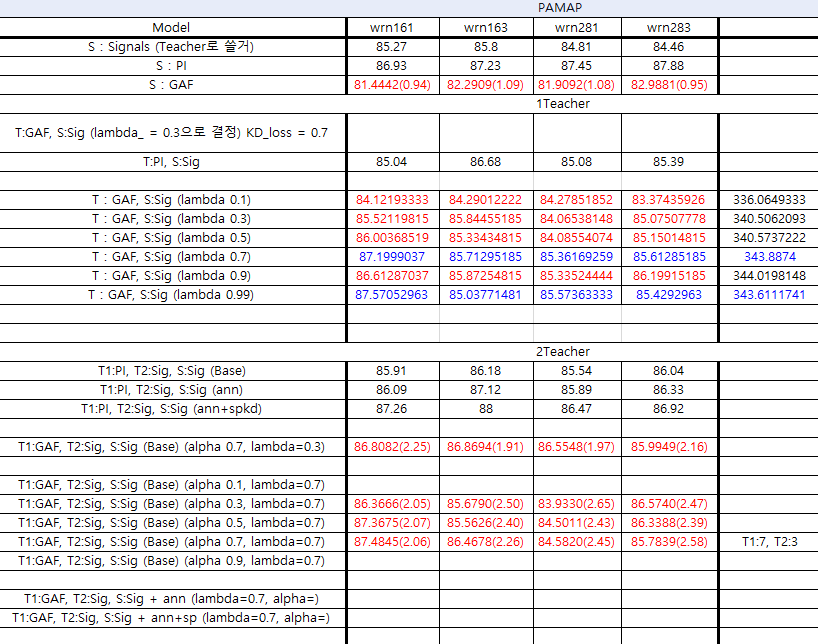 PAMAP
Model wrn161 wrn163 wrn281 wrn283
S : Signals (Teacher로 쓸거) 85.27 85.8 84.81 84.46
S : PI 86.93 87.23 87.45 87.88
S : GAF 81.4442(0.94) 82.2909(1.09) 81.9092(1.08) 82.9881(0.95)
1Teacher
T:GAF, S:Sig (lambda_ = 0.3으로 결정) KD_loss = 0.7
T:PI, S:Sig 85.04 86.68 85.08 85.39
T : GAF, S:Sig (lambda 0.1) 84.12193333 84.29012222 84.27851852 83.37435926 336.0649333
T : GAF, S:Sig (lambda 0.3) 85.52119815 85.84455185 84.06538148 85.07507778 340.5062093
T : GAF, S:Sig (lambda 0.5) 86.00368519 85.33434815 84.08554074 85.15014815 340.5737222
T : GAF, S:Sig (lambda 0.7) 87.1999037 85.71295185 85.36169259 85.61285185 343.8874
T : GAF, S:Sig (lambda 0.9) 86.61287037 85.87254815 85.33524444 86.19915185 344.0198148
T : GAF, S:Sig (lambda 0.99) 87.57052963 85.03771481 85.57363333 85.4292963 343.6111741
2Teacher
T1:PI, T2:Sig, S:Sig (Base) 85.91 86.18 85.54 86.04
T1:PI, T2:Sig, S:Sig (ann) 86.09 87.12 85.89 86.33
T1:PI, T2:Sig, S:Sig (ann+spkd) 87.26 88 86.47 86.92
T1:GAF, T2:Sig, S:Sig (Base) (alpha 0.7, lambda=0.3) 86.8082(2.25) 86.8694(1.91) 86.5548(1.97) 85.9949(2.16)
T1:GAF, T2:Sig, S:Sig (Base) (alpha 0.1, lambda=0.7)
T1:GAF, T2:Sig, S:Sig (Base) (alpha 0.3, lambda=0.7) 86.3666(2.05) 85.6790(2.50) 83.9330(2.65) 86.5740(2.47)
T1:GAF, T2:Sig, S:Sig (Base) (alpha 0.5, lambda=0.7) 87.3675(2.07) 85.5626(2.40) 84.5011(2.43) 86.3388(2.39)
T1:GAF, T2:Sig, S:Sig (Base) (alpha 0.7, lambda=0.7) 87.4845(2.06) 86.4678(2.26) 84.5820(2.45) 85.7839(2.58) T1:7, T2:3
T1:GAF, T2:Sig, S:Sig (Base) (alpha 0.9, lambda=0.7)
T1:GAF, T2:Sig, S:Sig + ann (lambda=0.7, alpha=)
T1:GAF, T2:Sig, S:Sig + ann+sp (lambda=0.7, alpha=)